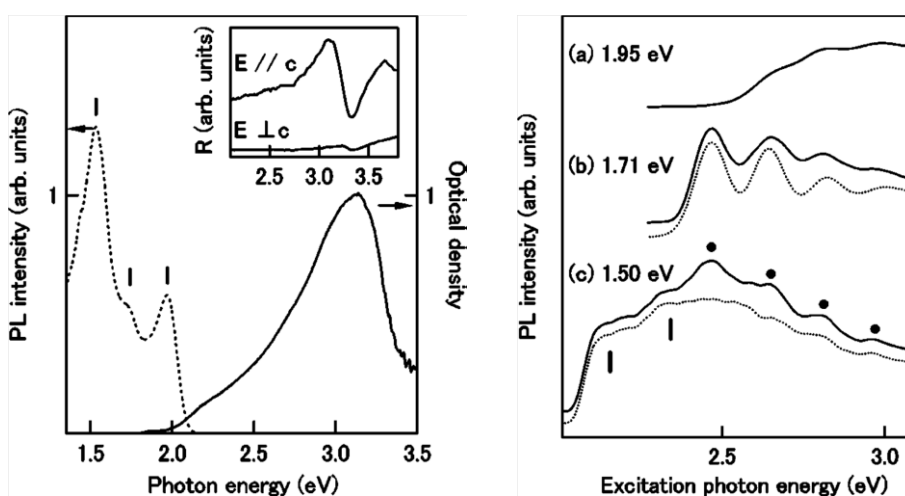 PL intensity (arb. units)
1
1.5 2.0 2.5 3.0 3.5
Photon energy (eV)
Optical density
1
R (arb. units)
E // c
E ⊥c
2.5 3.1 3.7
PL intensity (arb. units)
(a) 1.95 eV
(b) 1.71 eV
(c) 1.50 eV
2.5 3.0
Excitation photon energy (eV)